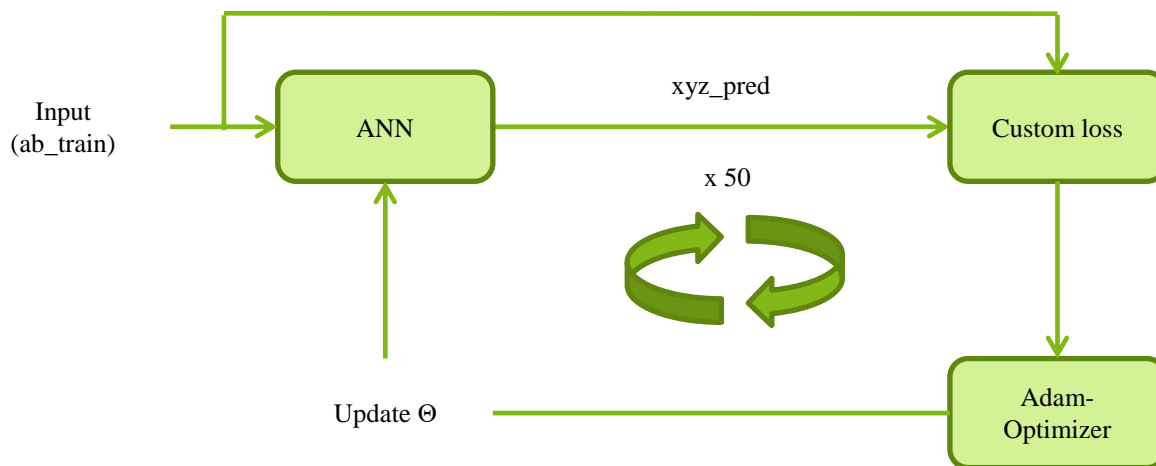 Input
(ab_train)
ANN
xyz_pred
Custom loss
x 50
Update Θ
Adam-
Optimizer